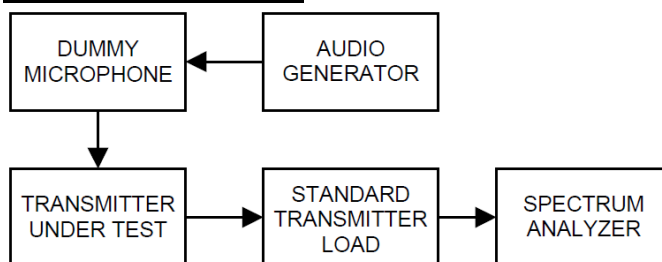 DUMMY
MICROPHONE
AUDIO
GENERATOR
TRANSMITTER
UNDER TEST
STANDARD
TRANSMITTER
LOAD
SPECTRUM
ANALYZER